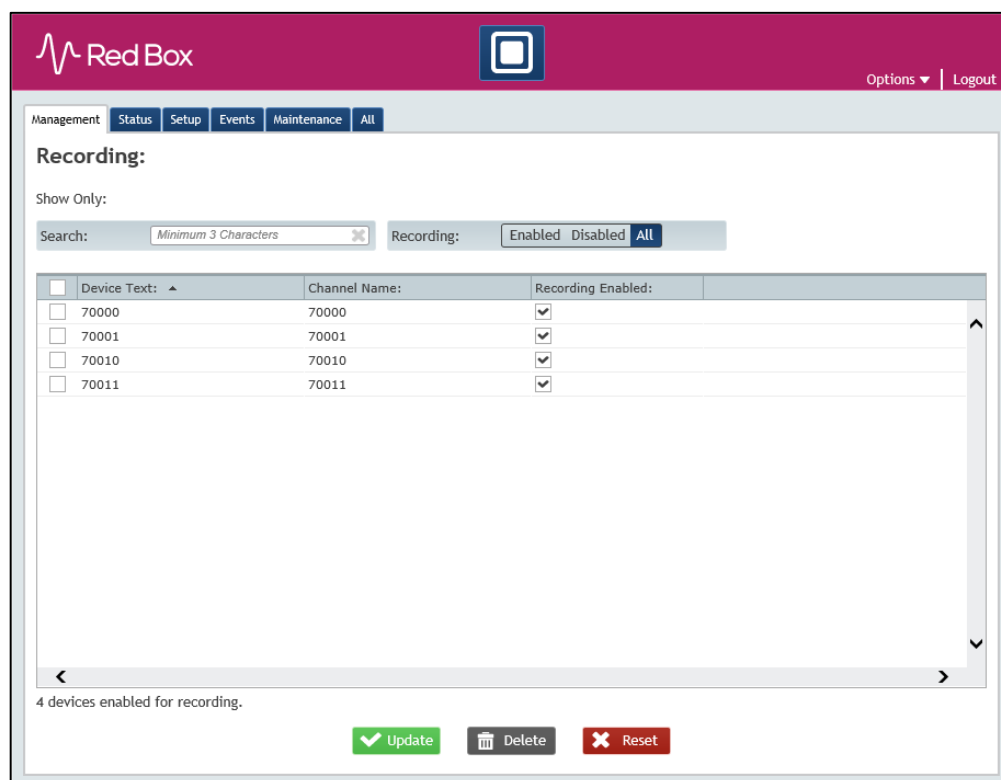 Red Box
Options Logout
Management Status Setup Events Maintenance All
Recording:
Show Only:
Search: Minimum 3 Characters Recording: Enabled Disabled All
Device Text: Channel Name: Recording Enabled:
70000 70000
70001 70001
70010 70010
70011 70011
4 devices enabled for recording.
Update Delete Reset